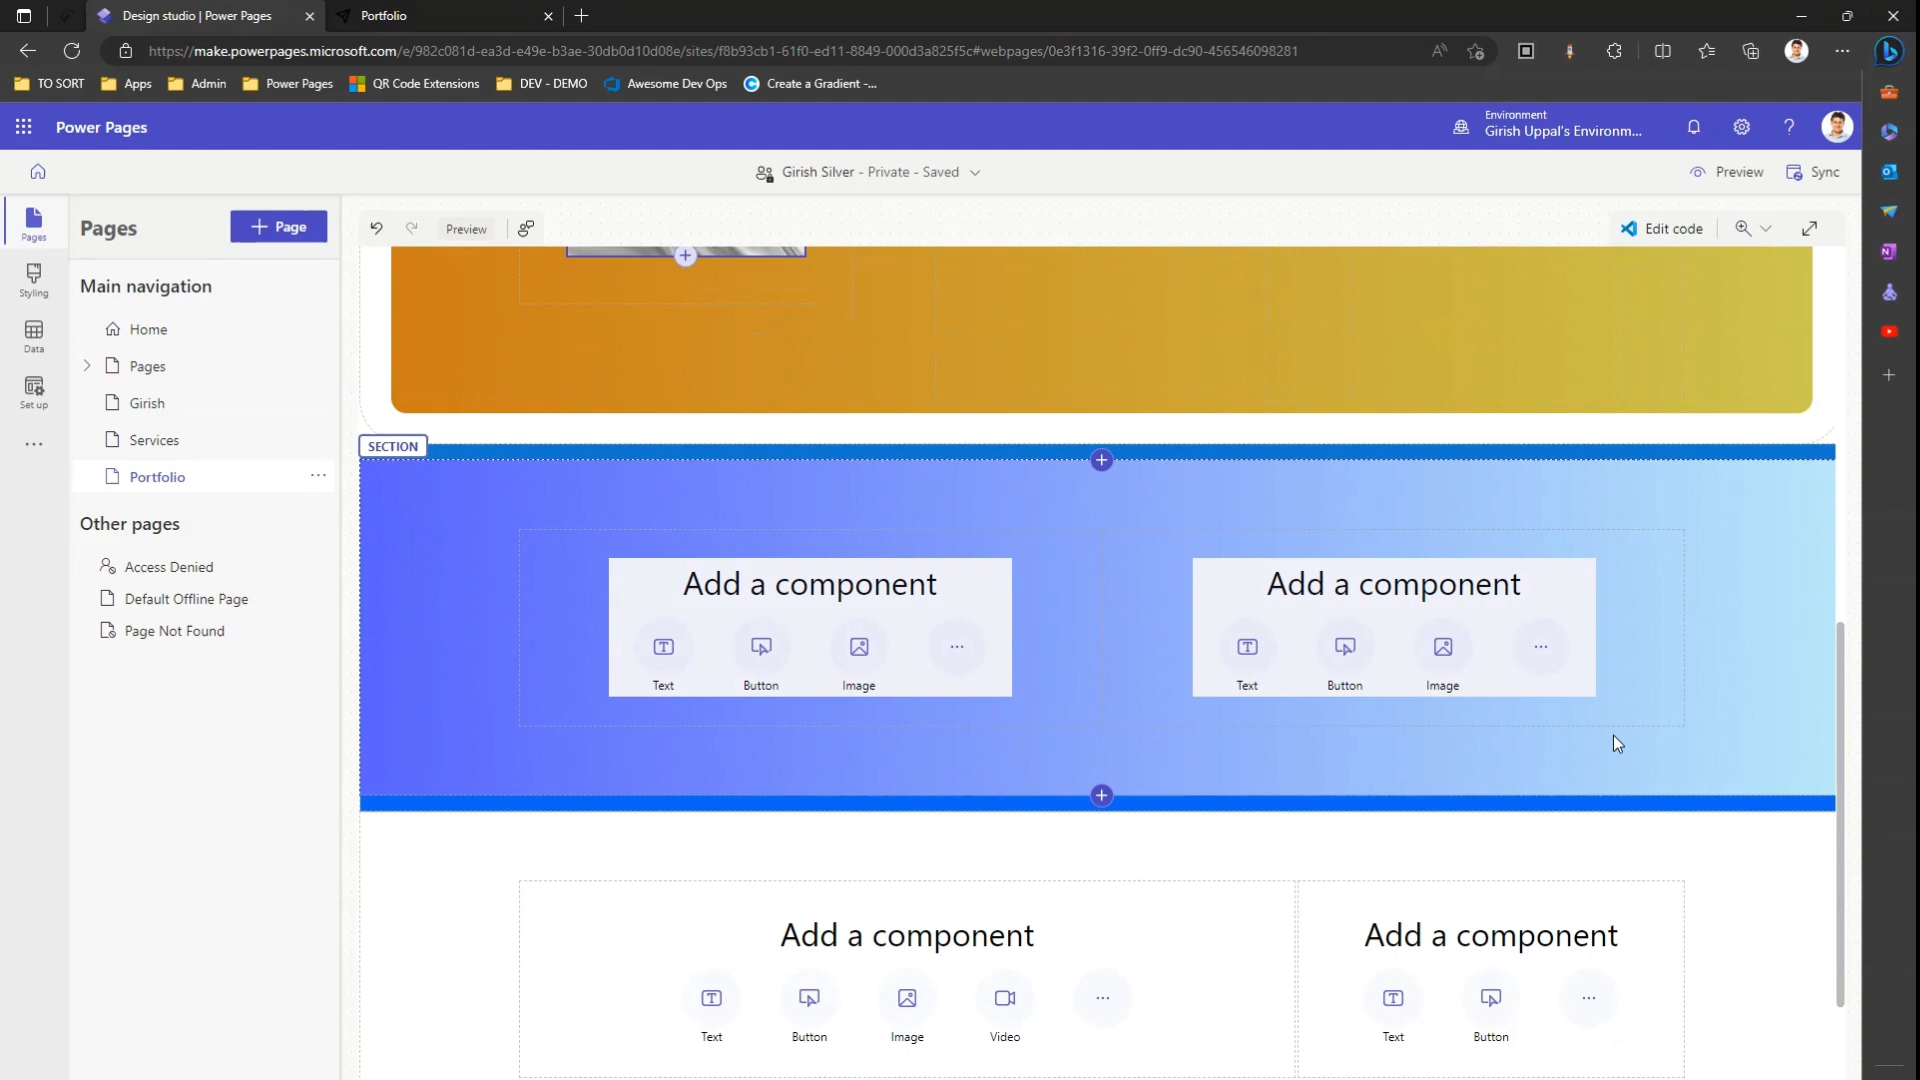 Design studio | Power Pages
Portfolio
https://make.powerpages.microsoft.com/e/982c081d-ea3d-e49e-b3ae-30db0d10d08e/sites/f8b93cb1-61f0-ed11-8849-000d3a825f5c#webpages/0e3f1316-39f2-0ff9-dc90-456546098281
TO SORT
Apps
Admin
Power Pages
QR Code Extensions
DEV - DEMO
Awesome Dev Ops
Create a Gradient -...
Power Pages
Environment
Girish Uppal's Environm...
Girish Silver - Private - Saved
Preview
Sync
Pages
Styling
Data
Set up
Pages
Page
Preview
Edit code
Main navigation
Home
Pages
Girish
Services
Portfolio
Other pages
Access Denied
Default Offline Page
Page Not Found
SECTION
Add a component
Text
Button
Image
Add a component
Text
Button
Image
Add a component
Text
Button
Image
Video
Add a component
Text
Button